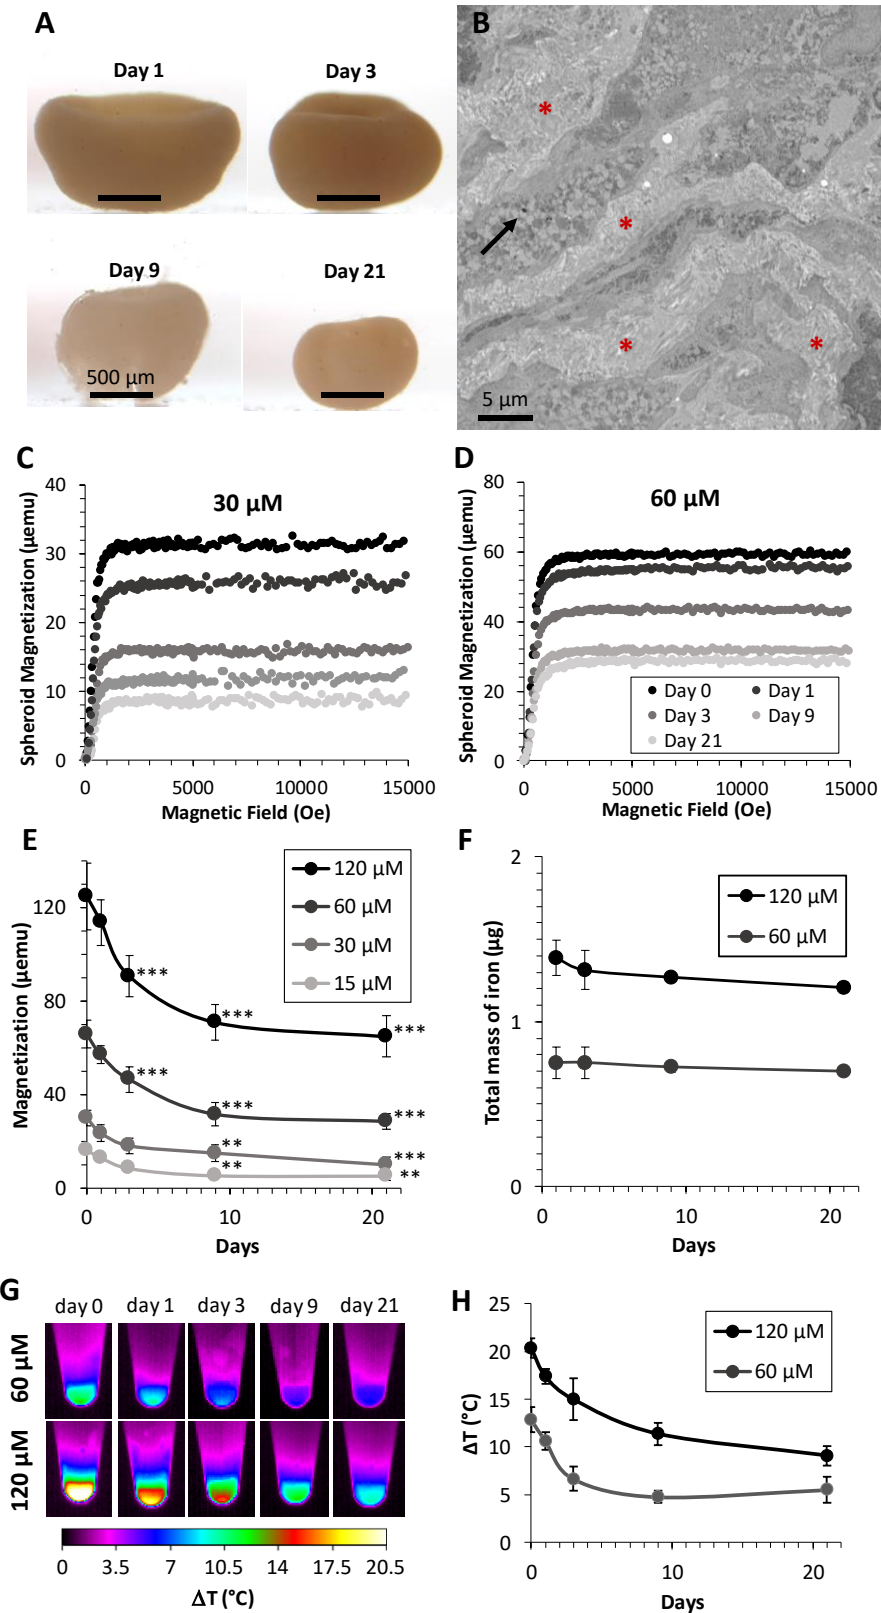 A
Day 1
Day 3
Day 9
Day 21
500 µm
B
*
*
*
*
5 µm
C
30 µM
Spheroid Magnetization (µemu)
40
30
20
10
0
0
5000
10000
15000
Magnetic Field (Oe)
D
60 µM
Spheroid Magnetization (µemu)
80
60
40
20
0
Day 0
Day 1
Day 3
Day 9
Day 21
0
5000
10000
15000
Magnetic Field (Oe)
E
120 µM
60 µM
30 µM
15 µM
Magnetization (µemu)
120
80
40
0
***
***
***
***
***
***
**
***
**
**
0
10
20
Days
F
120 µM
60 µM
Total mass of iron (µg)
2
1
0
0
10
20
Days
G
day 0
day 1
day 3
day 9
day 21
60 µM
120 µM
0
3.5
7
10.5
14
17.5
20.5
ΔT (°C)
H
120 µM
60 µM
ΔT (°C)
25
20
15
10
5
0
0
10
20
Days